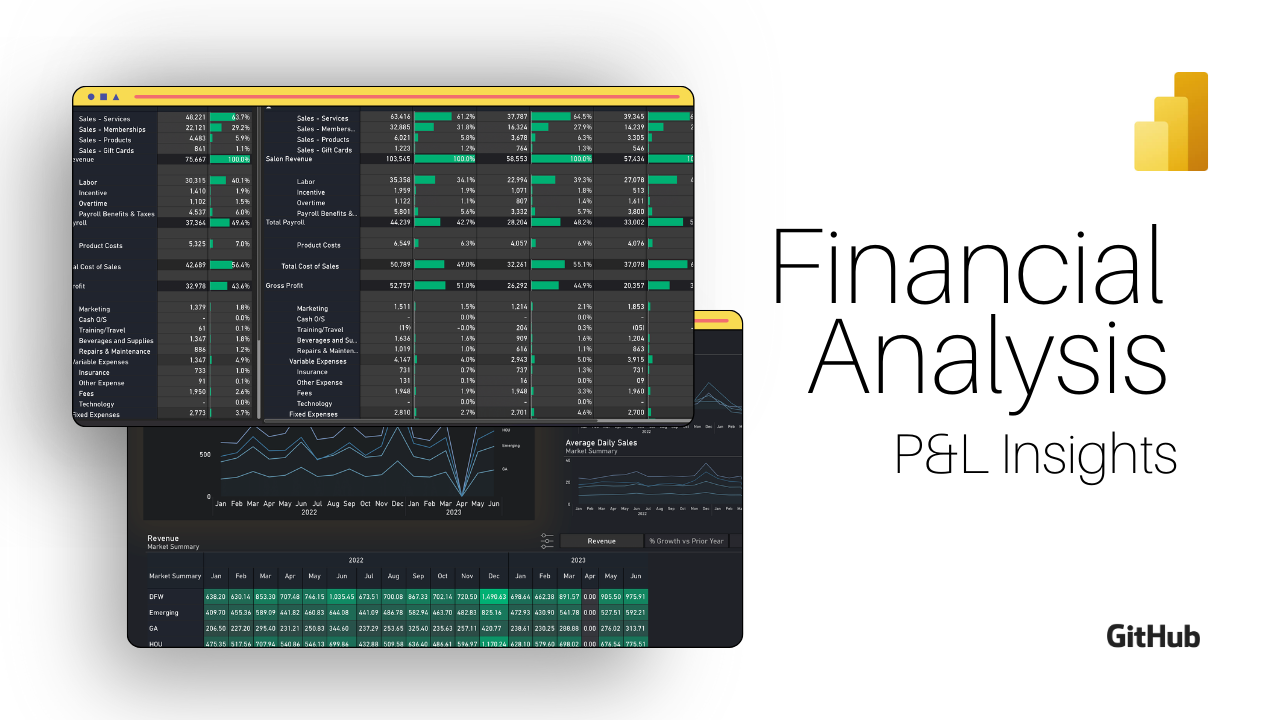 Sales - Services 48,221 63.7% Sales - Services 63,416 61.2% 37,787 64.5% 39,345
Sales - Memberships 22,121 29.2% Sales - Members... 32,885 31.8% 16,324 27.9% 14,239
Sales - Products 4,483 5.9% Sales - Products 6,021 5.8% 3,678 6.3% 3,305
Sales - Gift Cards 841 1.1% Sales - Gift Cards 1,223 1.2% 764 1.3% 546
evenue 75,667 100.0% Salon Revenue 103,545 100.0% 58,553 100.0% 57,434
Labor 30,315 40.1% Labor 35,358 34.1% 22,994 39.3% 27,078
Incentive 1,410 1.9% Incentive 1,959 1.9% 1,071 1.8% 513
Overtime 1,102 1.5% Overtime 1,122 1.1% 807 1.4% 1,611
Payroll Benefits & Taxes 4,537 6.0% Payroll Benefits &... 5,801 5.6% 3,332 5.7% 3,800
yroll 37,364 49.4% Total Payroll 44,239 42.7% 28,204 48.2% 33,002
Product Costs 5,325 7.0% Product Costs 6,549 6.3% 4,057 6.9% 4,076
al Cost of Sales 42,689 56.4% Total Cost of Sales 50,789 49.0% 32,261 55.1% 37,078
rofit 32,978 43.6% Gross Profit 52,757 51.0% 26,292 44.9% 20,357
Marketing 1,379 1.8% Marketing 1,511 1.5% 1,214 2.1% 1,853
Cash O/S - 0.0% Cash O/S - 0.0% - 0.0% -
Training/Travel 61 0.1% Training/Travel (19) -0.0% 204 0.3% (05)
Beverages and Supplies 1,347 1.8% Beverages and Su... 1,636 1.6% 909 1.6% 1,204
Repairs & Maintenance 886 1.2% Repairs & Mainten... 1,019 1.0% 616 1.1% 863
Variable Expenses 1,347 4.9% Variable Expenses 4,147 4.0% 2,943 5.0% 3,915
Insurance 733 1.0% Insurance 731 0.7% 737 1.3% 731
Other Expense 91 0.1% Other Expense 131 0.1% 16 0.0% 09
Fees 1,950 2.6% Fees 1,948 1.9% 1,948 3.3% 1,960
Technology - 0.0% Technology - 0.0% - 0.0% -
Fixed Expenses 2,773 3.7% Fixed Expenses 2,810 2.7% 2,701 4.6% 2,700
Financial
Analysis
P&L Insights
HOU
Emerging
GA
500
0
Jan Feb Mar Apr May Jun Jul Aug Sep Oct Nov Dec Jan Feb Mar Apr May Jun
2022 2023
Average Daily Sales
Market Summary
40
20
0
Jan Feb Mar Apr May Jun Jul Aug Sep Oct Nov Dec Jan Feb Mar
2022
Revenue
Market Summary
Revenue % Growth vs Prior Year
2022 2023
Market Summary Jan Feb Mar Apr May Jun Jul Aug Sep Oct Nov Dec Jan Feb Mar Apr May Jun
DFW 638.20 630.14 853.30 707.48 746.15 1,035.45 673.51 700.08 867.33 702.14 720.50 1,490.63 698.64 662.38 891.57 0.00 905.50 975.91
Emerging 409.70 455.36 589.09 441.82 460.83 644.08 441.09 486.78 582.94 463.70 482.83 825.16 472.93 430.90 541.78 0.00 527.51 592.21
GA 206.50 227.20 295.40 231.21 250.83 344.60 237.29 253.65 325.40 235.63 257.11 420.77 238.61 230.25 288.88 0.00 276.02 313.71
HOU 475.35 517.56 707.94 540.86 546.13 699.86 432.88 509.58 636.40 486.61 596.97 1,170.24 628.10 579.60 698.02 0.00 676.54 775.51
GitHub